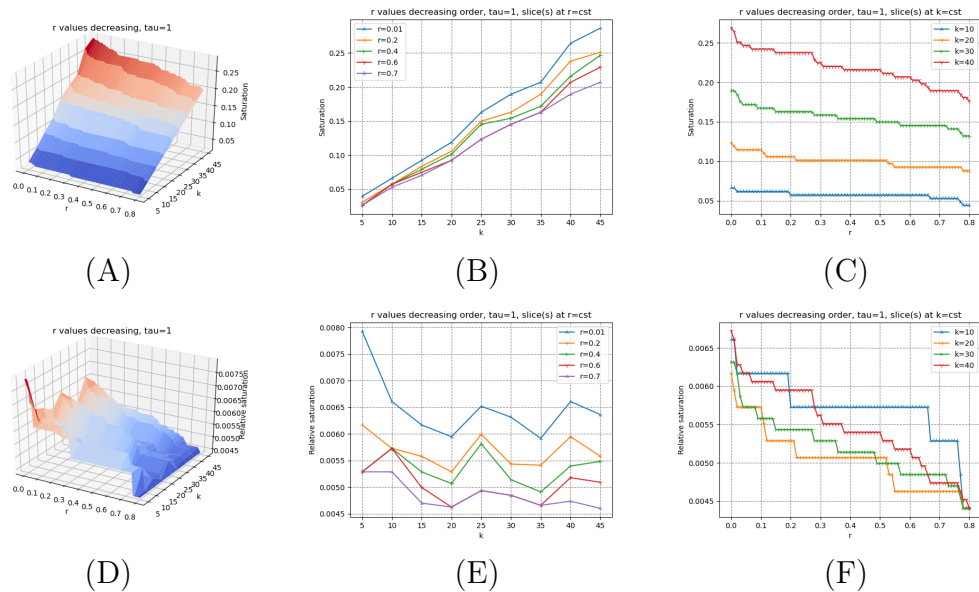 r values decreasing, tau=1
0.25
0.20
0.15
0.10
0.05
Saturation
0.0 0.1 0.2 0.3 0.4 0.5 0.6 0.7 0.8
r
5 10 15 20 25 30 35 40 45
k
(A)
r values decreasing order, tau=1, slice(s) at r=cst
r=0.01
r=0.2
r=0.4
r=0.6
r=0.7
Saturation
0.25
0.20
0.15
0.10
0.05
5 10 15 20 25 30 35 40 45
k
(B)
r values decreasing order, tau=1, slice(s) at k=cst
k=10
k=20
k=30
k=40
Saturation
0.25
0.20
0.15
0.10
0.05
0.0 0.1 0.2 0.3 0.4 0.5 0.6 0.7 0.8
r
(C)
r values decreasing, tau=1
0.0075
0.0070
0.0065
0.0060
0.0055
0.0050
0.0045
Relative saturation
0.0 0.1 0.2 0.3 0.4 0.5 0.6 0.7 0.8
r
5 10 15 20 25 30 35 40 45
k
(D)
r values decreasing order, tau=1, slice(s) at r=cst
r=0.01
r=0.2
r=0.4
r=0.6
r=0.7
Relative saturation
0.0080
0.0075
0.0070
0.0065
0.0060
0.0055
0.0050
0.0045
5 10 15 20 25 30 35 40 45
k
(E)
r values decreasing order, tau=1, slice(s) at k=cst
k=10
k=20
k=30
k=40
Relative saturation
0.0065
0.0060
0.0055
0.0050
0.0045
0.0 0.1 0.2 0.3 0.4 0.5 0.6 0.7 0.8
r
(F)